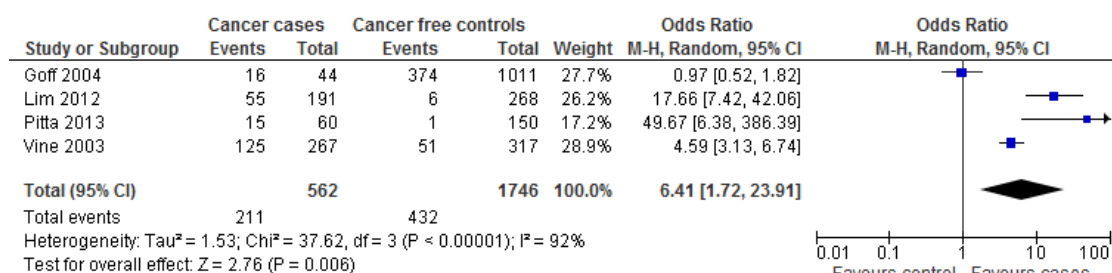 Cancer cases Cancer free controls Odds Ratio Odds Ratio
Study or Subgroup Events Total Events Total Weight M-H, Random, 95% CI M-H, Random, 95% CI
Goff 2004 16 44 374 1011 27.7% 0.97 [0.52, 1.82]
Lim 2012 55 191 6 268 26.2% 17.66 [7.42, 42.06]
Pitta 2013 15 60 1 150 17.2% 49.67 [6.38, 386.39]
Vine 2003 125 267 51 317 28.9% 4.59 [3.13, 6.74]
Total (95% CI) 562 1746 100.0% 6.41 [1.72, 23.91]
Total events 211 432
Heterogeneity: Tau² = 1.53; Chi² = 37.62, df = 3 (P < 0.00001); I² = 92%
Test for overall effect: Z = 2.76 (P = 0.006)
0.01 0.1 1 10 100
Favours control Favours cases